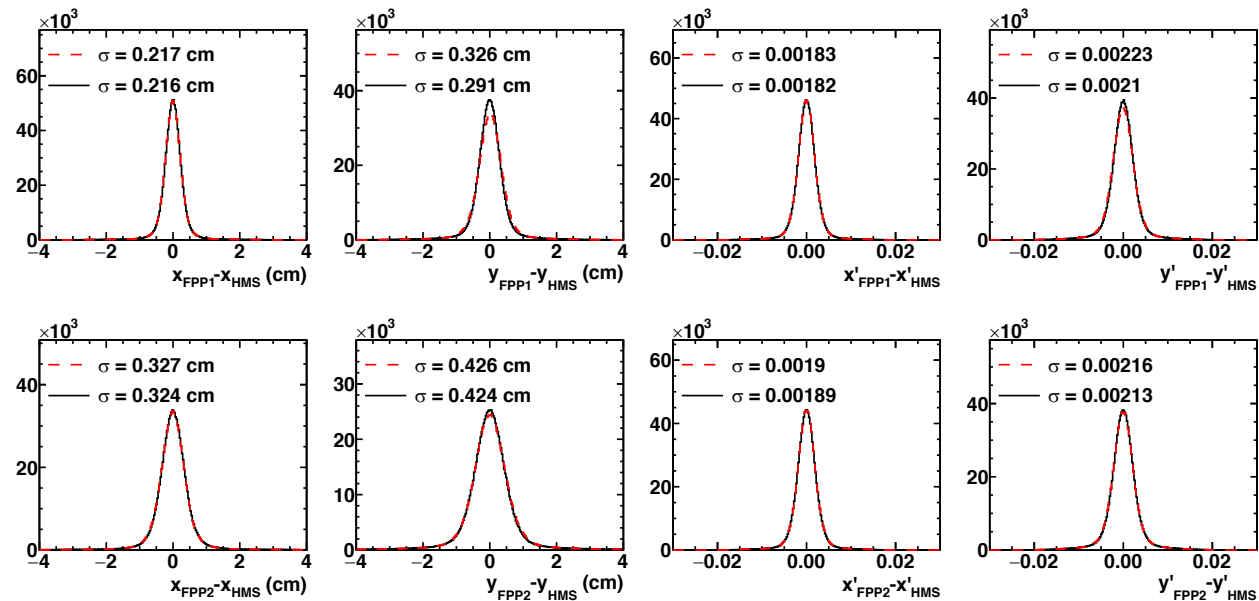 ×10³
σ = 0.217 cm
σ = 0.216 cm
60
40
20
0
−4 −2 0 2 4
x_FPP1-x_HMS (cm)
×10³
σ = 0.326 cm
σ = 0.291 cm
40
20
0
−4 −2 0 2 4
y_FPP1-y_HMS (cm)
×10³
σ = 0.00183
σ = 0.00182
60
40
20
0
−0.02 0.00 0.02
x'_FPP1-x'_HMS
×10³
σ = 0.00223
σ = 0.0021
60
40
20
0
−0.02 0.00 0.02
y'_FPP1-y'_HMS
×10³
σ = 0.327 cm
σ = 0.324 cm
40
20
0
−4 −2 0 2 4
x_FPP2-x_HMS (cm)
×10³
σ = 0.426 cm
σ = 0.424 cm
30
20
10
0
−4 −2 0 2 4
y_FPP2-y_HMS (cm)
×10³
σ = 0.0019
σ = 0.00189
60
40
20
0
−0.02 0.00 0.02
x'_FPP2-x'_HMS
×10³
σ = 0.00216
σ = 0.00213
40
20
0
−0.02 0.00 0.02
y'_FPP2-y'_HMS